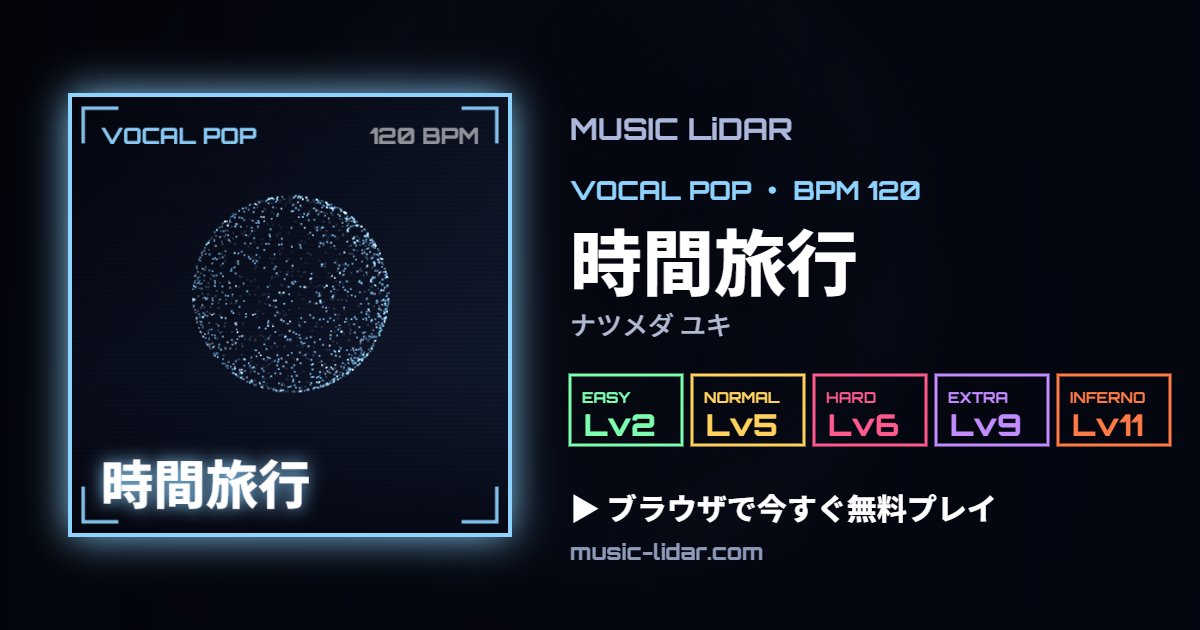 VOCAL POP 120 BPM
時間旅行
MUSIC LiDAR
VOCAL POP ・ BPM 120
時間旅行
ナツメダ ユキ
EASY NORMAL HARD EXTRA INFERNO
Lv2 Lv5 Lv6 Lv9 Lv11
▶ ブラウザで今すぐ無料プレイ
music-lidar.com